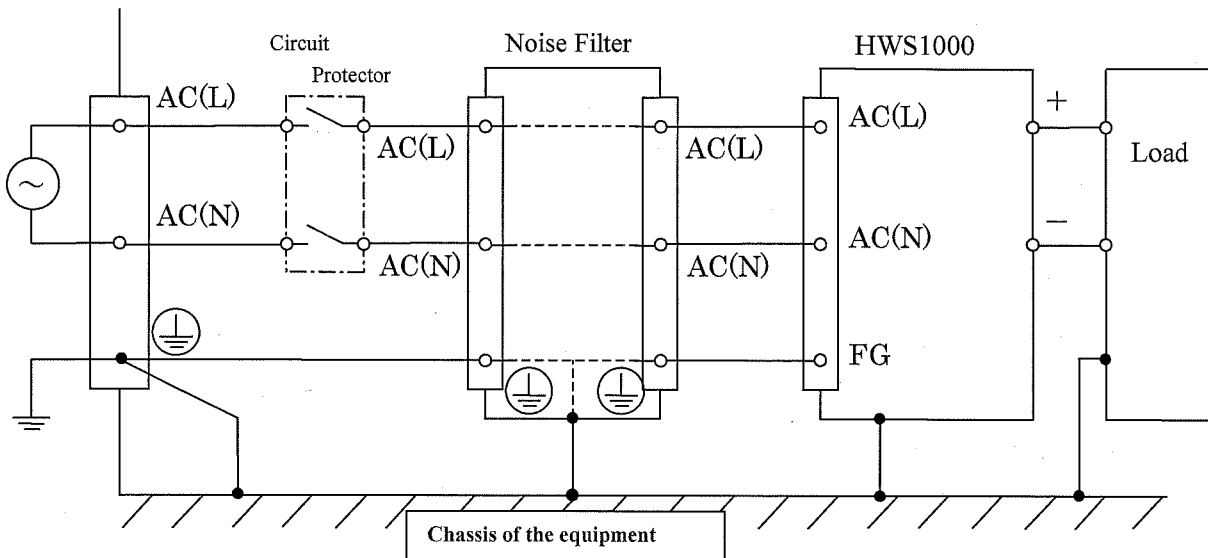 Circuit
Protector
Noise Filter
HWS1000
AC(L)
AC(L)
AC(L)
AC(L)
+
Load
AC(N)
AC(N)
AC(N)
AC(N)
−
FG
Chassis of the equipment